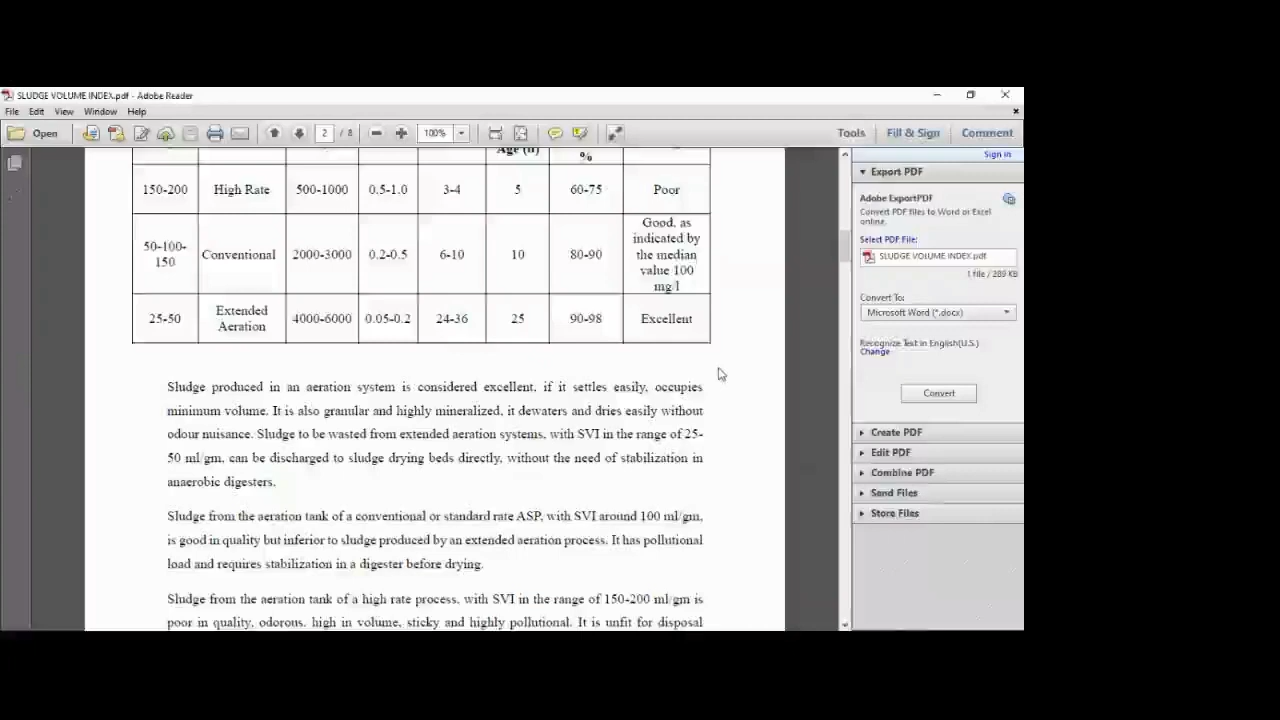 SLUDGE VOLUME INDEX.pdf - Adobe Reader
File Edit View Window Help
Open 2 / 8 100% Tools Fill & Sign Comment
Sign in
Age (n)
%
150-200 High Rate 500-1000 0.5-1.0 3-4 5 60-75 Poor
50-100-150 Conventional 2000-3000 0.2-0.5 6-10 10 80-90 Good, as indicated by the median value 100 mg/l
25-50 Extended Aeration 4000-6000 0.05-0.2 24-36 25 90-98 Excellent
Sludge produced in an aeration system is considered excellent, if it settles easily, occupies
minimum volume. It is also granular and highly mineralized, it dewaters and dries easily without
odour nuisance. Sludge to be wasted from extended aeration systems, with SVI in the range of 25-
50 ml/gm, can be discharged to sludge drying beds directly, without the need of stabilization in
anaerobic digesters.
Sludge from the aeration tank of a conventional or standard rate ASP, with SVI around 100 ml/gm,
is good in quality but inferior to sludge produced by an extended aeration process. It has pollutional
load and requires stabilization in a digester before drying.
Sludge from the aeration tank of a high rate process, with SVI in the range of 150-200 ml/gm is
poor in quality, odorous, high in volume, sticky and highly pollutional. It is unfit for disposal
Export PDF
Adobe ExportPDF
Convert PDF files to Word or Excel
online.
Select PDF File:
SLUDGE VOLUME INDEX.pdf
1 file / 289 KB
Convert To:
Microsoft Word (*.docx)
Recognize Text in English(U.S.)
Change
Convert
Create PDF
Edit PDF
Combine PDF
Send Files
Store Files